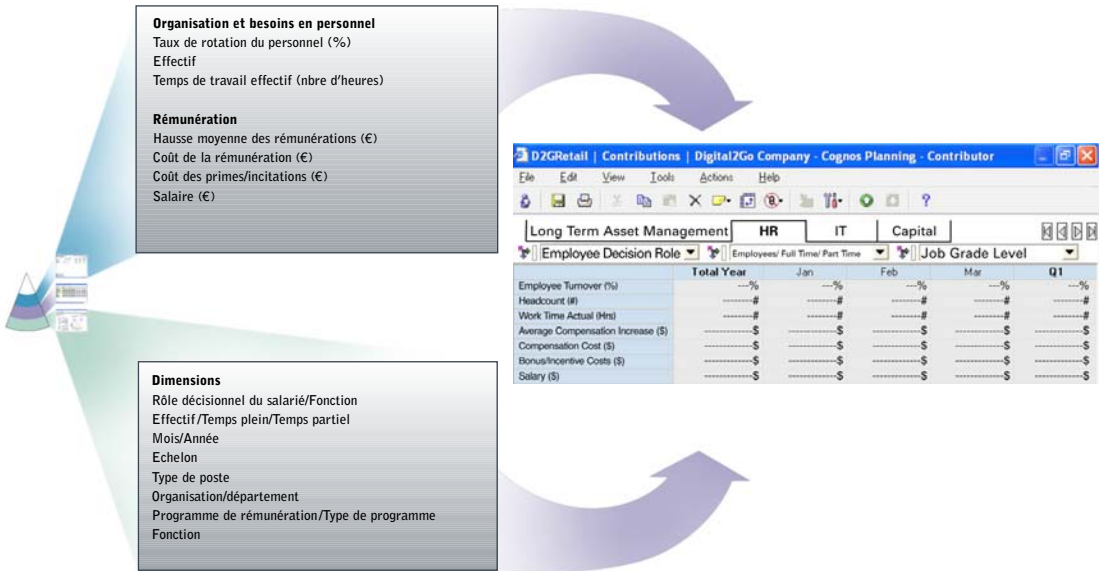 Organisation et besoins en personnel
Taux de rotation du personnel (%)
Effectif
Temps de travail effectif (nbre d'heures)
Rémunération
Hausse moyenne des rémunérations (€)
Coût de la rémunération (€)
Coût des primes/incitations (€)
Salaire (€)
D2GRetail | Contributions | Digital2Go Company - Cognos Planning - Contributor
File Edit View Tools Actions Help
Long Term Asset Management HR IT Capital
Employee Decision Role Employees/ Full Time/ Part Time Job Grade Level
Total Year Jan Feb Mar Q1
Employee Turnover (%) ---% ---% ---% ---% ---%
Headcount (#) --------# --------# --------# --------# --------#
Work Time Actual (Hrs) --------# --------# --------# --------# --------#
Average Compensation Increase ($) ------------$ ------------$ ------------$ ------------$ ------------$
Compensation Cost ($) ------------$ ------------$ ------------$ ------------$ ------------$
Bonus/Incentive Costs ($) ------------$ ------------$ ------------$ ------------$ ------------$
Salary ($) ------------$ ------------$ ------------$ ------------$ ------------$
Dimensions
Rôle décisionnel du salarié/Fonction
Effectif/Temps plein/Temps partiel
Mois/Année
Echelon
Type de poste
Organisation/département
Programme de rémunération/Type de programme
Fonction